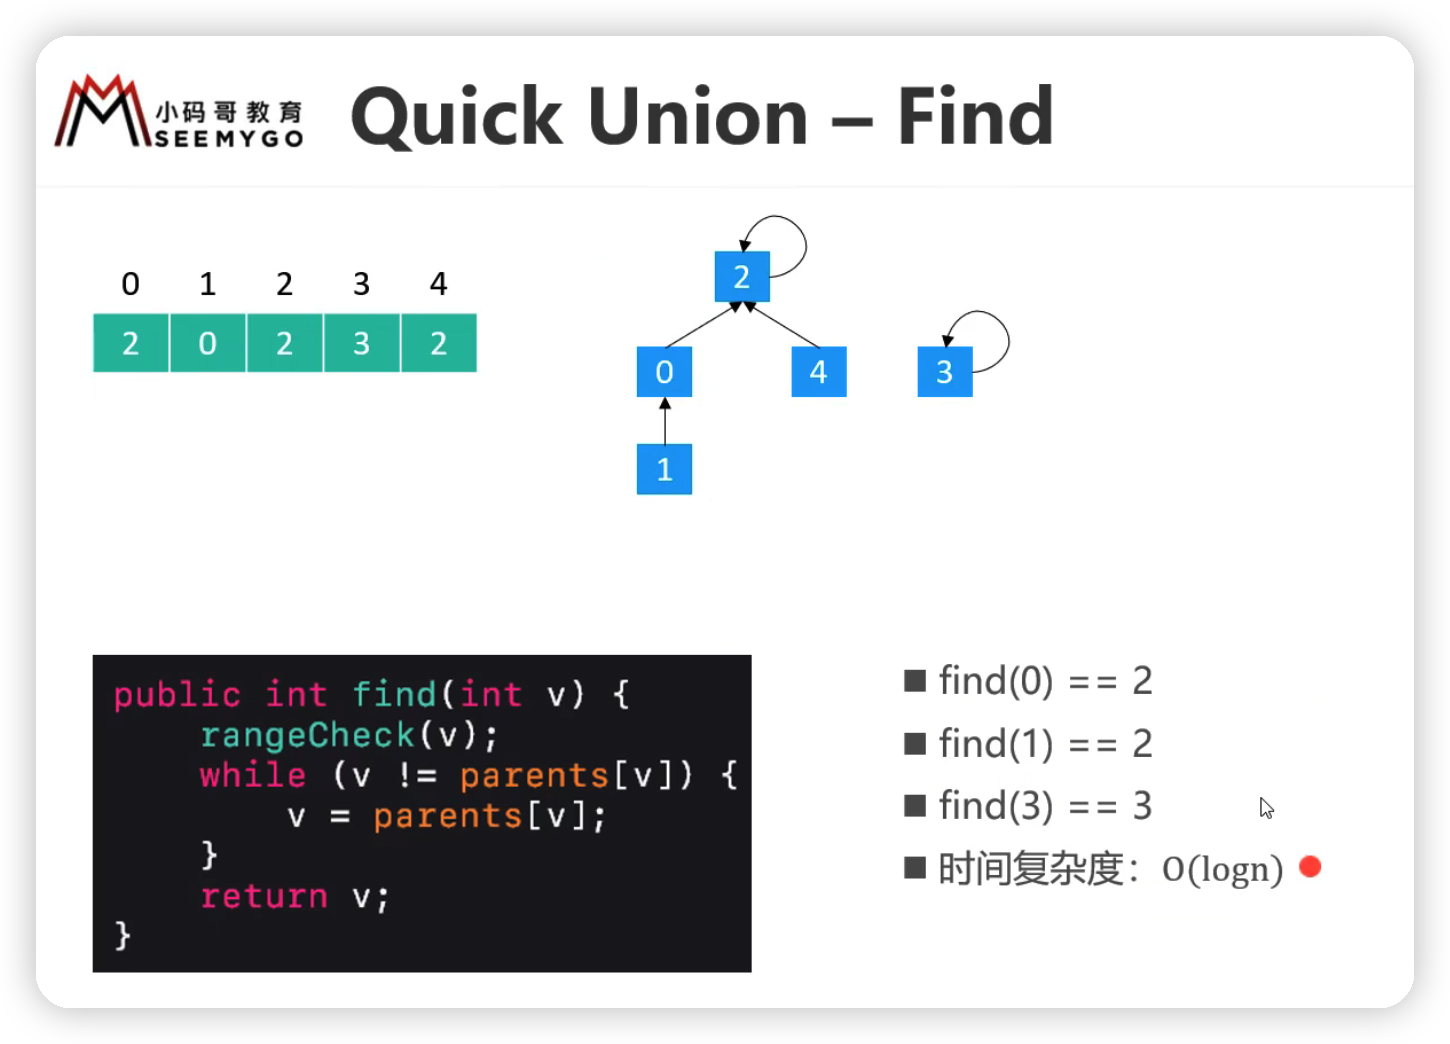 小码哥教育
SEEMYGO
Quick Union – Find
0 1 2 3 4
2 0 2 3 2
2
0 4 3
1
public int find(int v) {
    rangeCheck(v);
    while (v != parents[v]) {
        v = parents[v];
    }
    return v;
}
find(0) == 2
find(1) == 2
find(3) == 3
时间复杂度：O(logn)